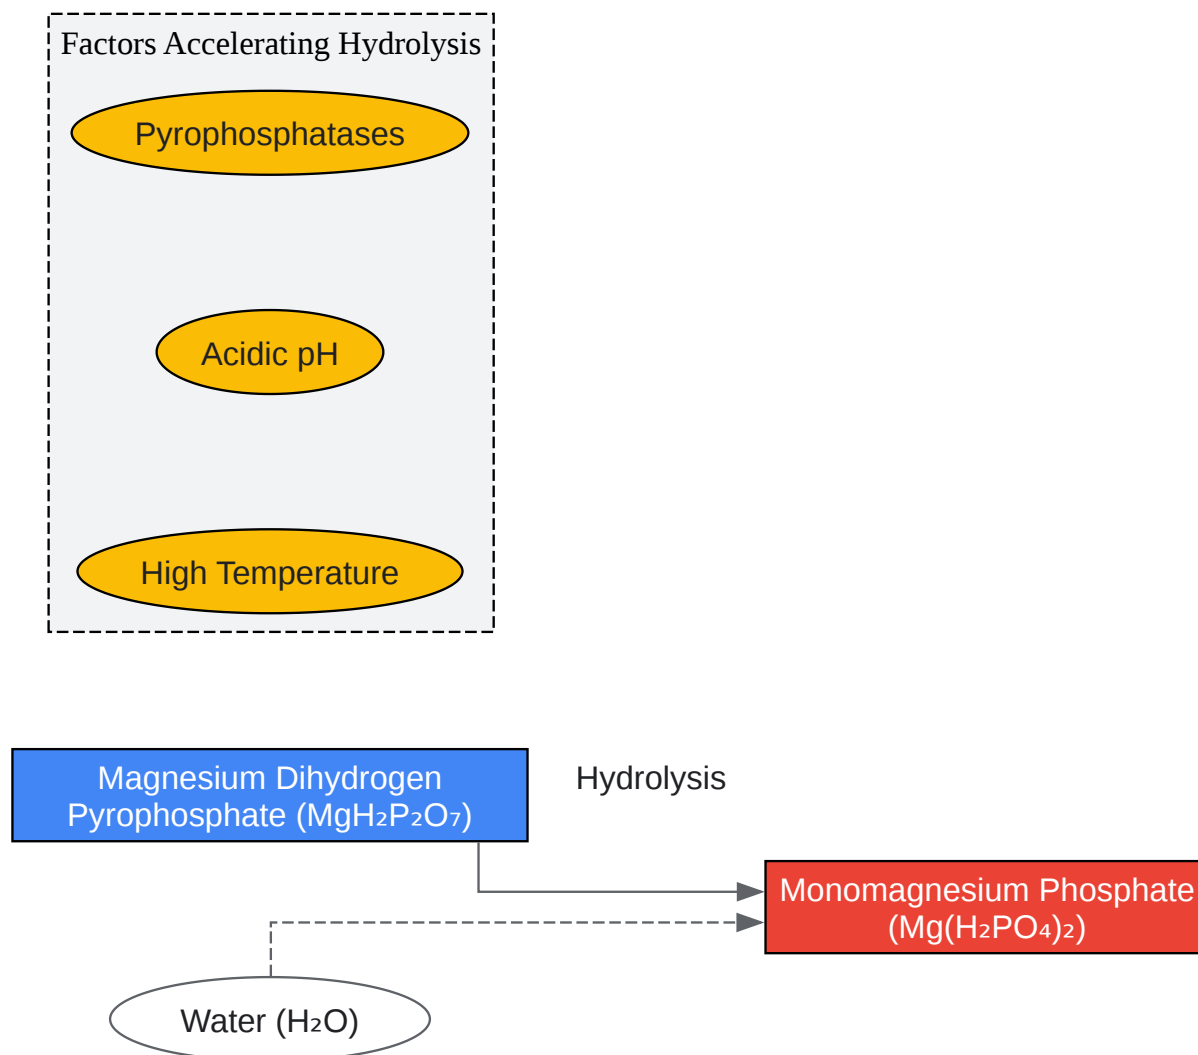 Factors Accelerating Hydrolysis
Pyrophosphatases
Acidic pH
High Temperature
Magnesium Dihydrogen
Pyrophosphate (MgH₂P₂O₇)
Hydrolysis
Monomagnesium Phosphate
(Mg(H₂PO₄)₂)
Water (H₂O)